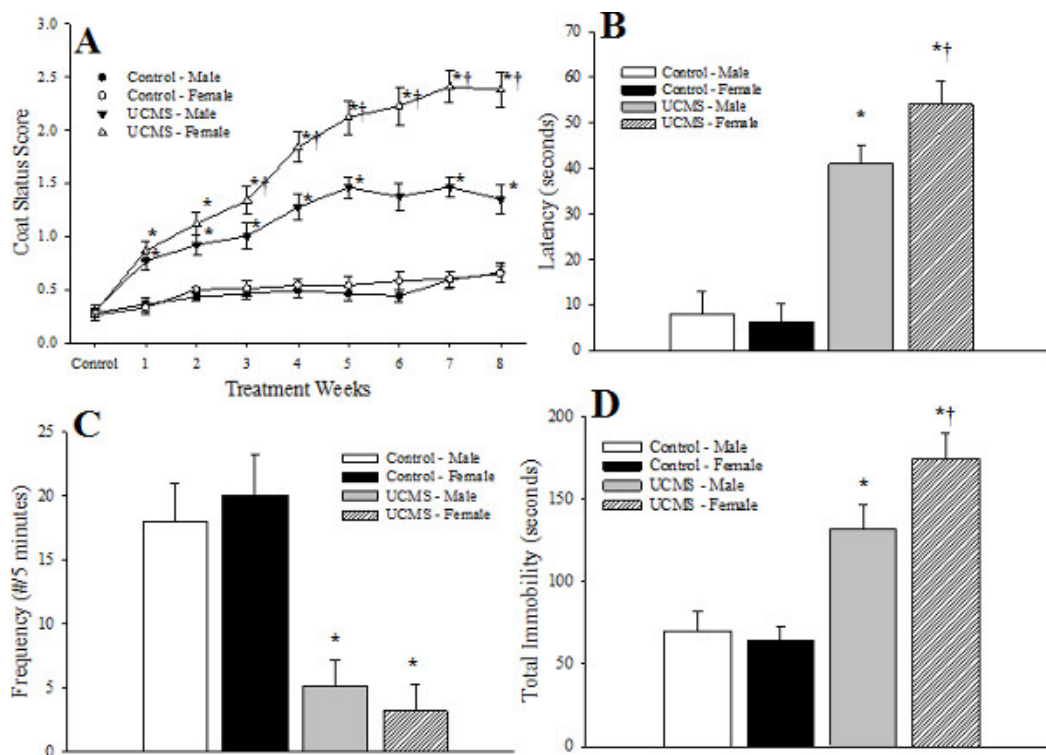 A
Coat Status Score
3.0
2.5
2.0
1.5
1.0
0.5
0.0
Control - Male
Control - Female
UCMS - Male
UCMS - Female
*†
*†
*†
*†
*†
*†
*
*
*
*
*
*
*
*
*
Control 1 2 3 4 5 6 7 8
Treatment Weeks
B
Latency (seconds)
70
60
50
40
30
20
10
0
Control - Male
Control - Female
UCMS - Male
UCMS - Female
*
*†
C
Frequency (#/5 minutes)
25
20
15
10
5
0
Control - Male
Control - Female
UCMS - Male
UCMS - Female
*
*
D
Total Immobility (seconds)
200
150
100
50
0
Control - Male
Control - Female
UCMS - Male
UCMS - Female
*
*†